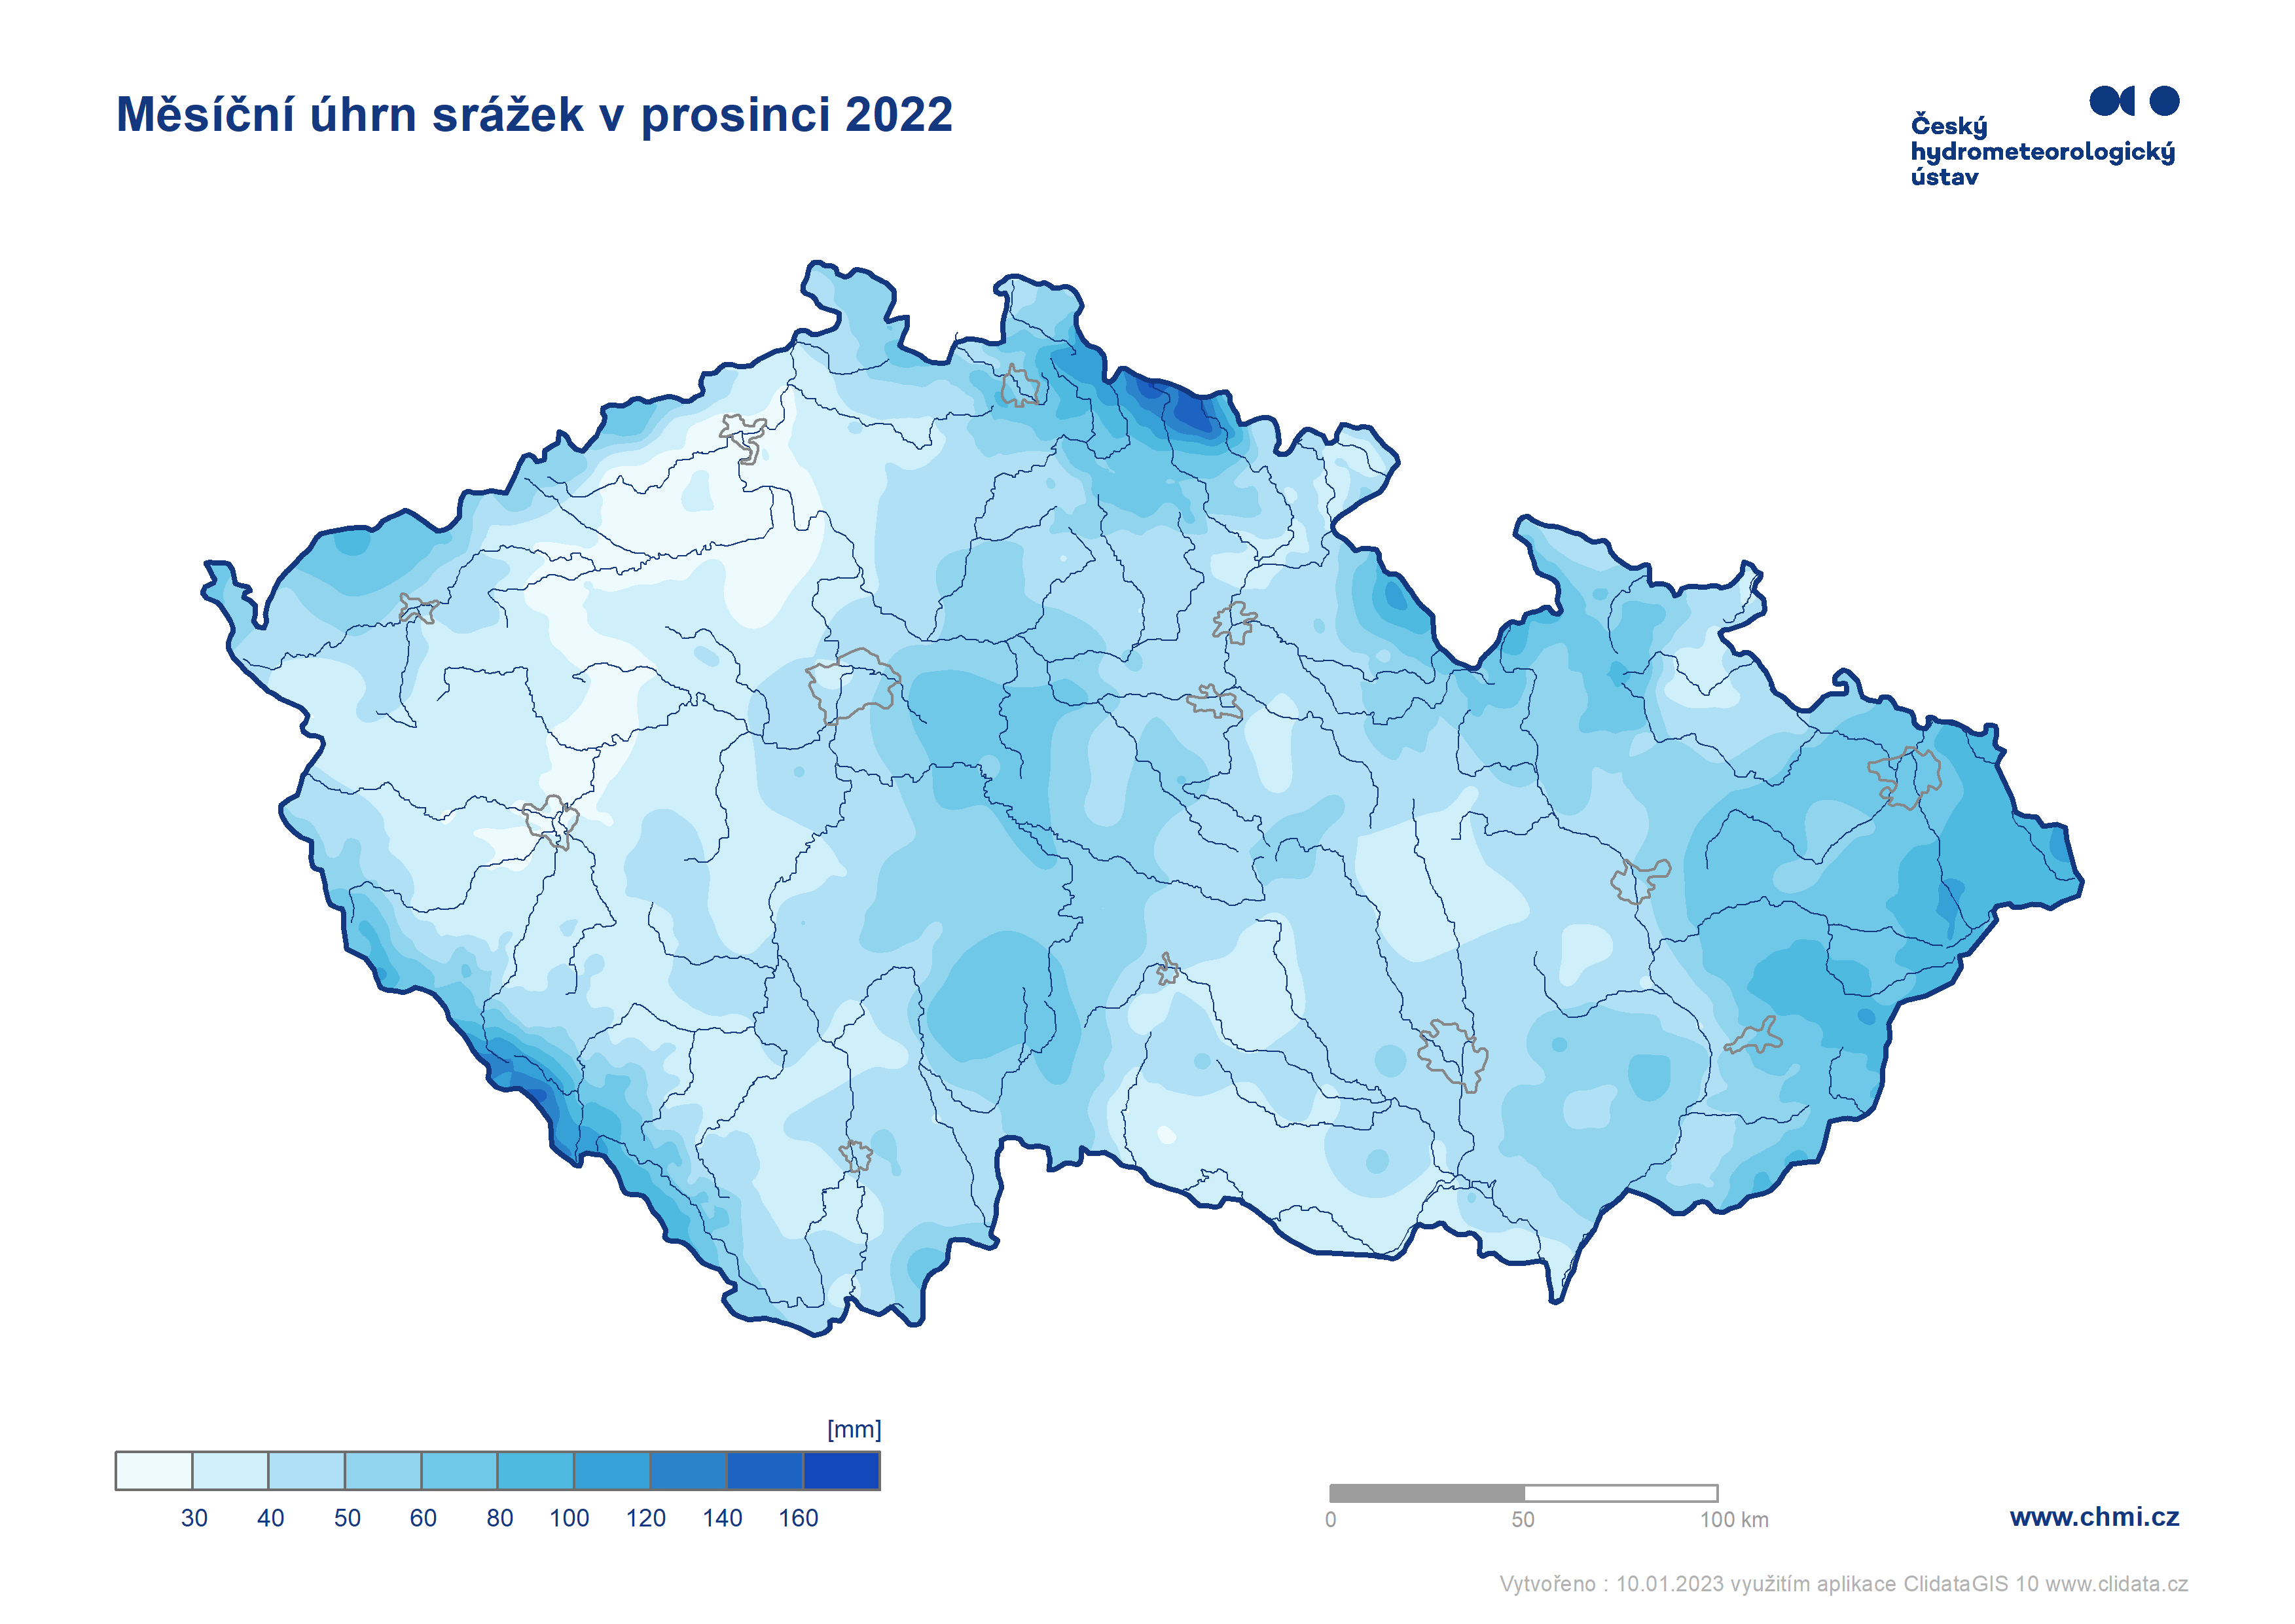 Měsíční úhrn srážek v prosinci 2022
Český
hydrometeorologický
ústav
[mm]
30 40 50 60 80 100 120 140 160
0 50 100 km
www.chmi.cz
Vytvořeno : 10.01.2023 využitím aplikace ClidataGIS 10 www.clidata.cz